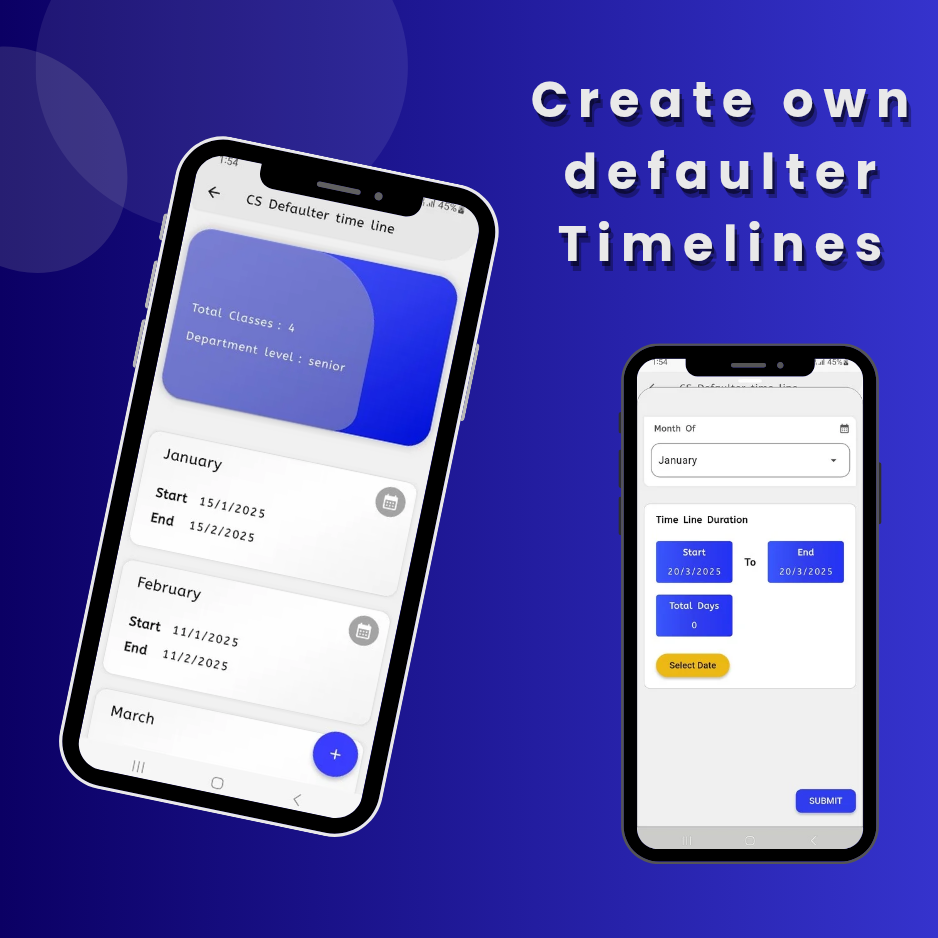 Create own
defaulter
Timelines
1:54
45%
CS Defaulter time line
Total Classes : 4
Department level : senior
January
Start 15/1/2025
End 15/2/2025
February
Start 11/1/2025
End 11/2/2025
March
+
1:54
45%
CS Defaulter time line
Month Of
January
Time Line Duration
Start
20/3/2025
To
End
20/3/2025
Total Days
0
Select Date
SUBMIT